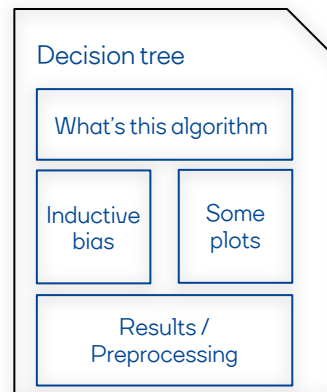 Decision tree
What's this algorithm
Inductive
bias
Some
plots
Results /
Preprocessing